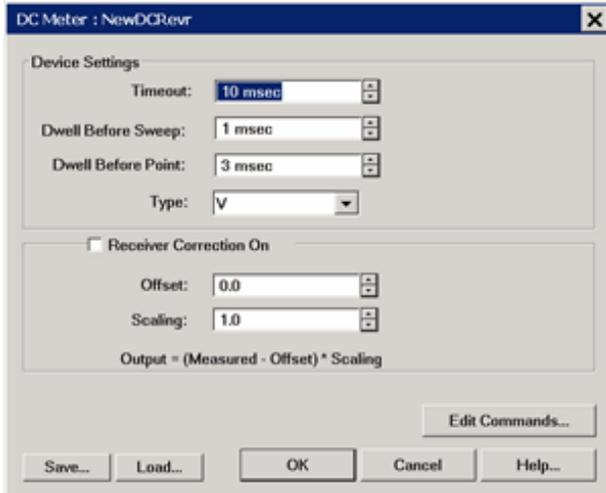 DC Meter : NewDCRevr
Device Settings
Timeout: 10 msec
Dwell Before Sweep: 1 msec
Dwell Before Point: 3 msec
Type: V
Receiver Correction On
Offset: 0.0
Scaling: 1.0
Output = (Measured - Offset) * Scaling
Edit Commands...
Save... Load... OK Cancel Help...